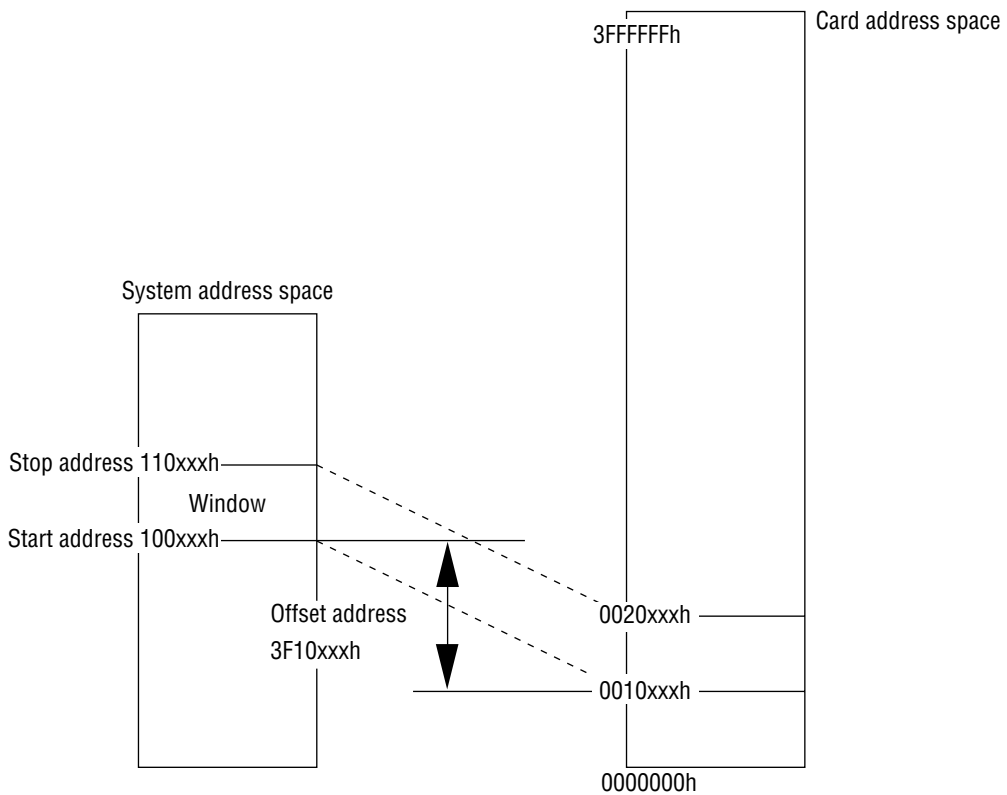 Card address space
3FFFFFFh
System address space
Stop address 110xxxh
Window
Start address 100xxxh
Offset address
3F10xxxh
0020xxxh
0010xxxh
0000000h